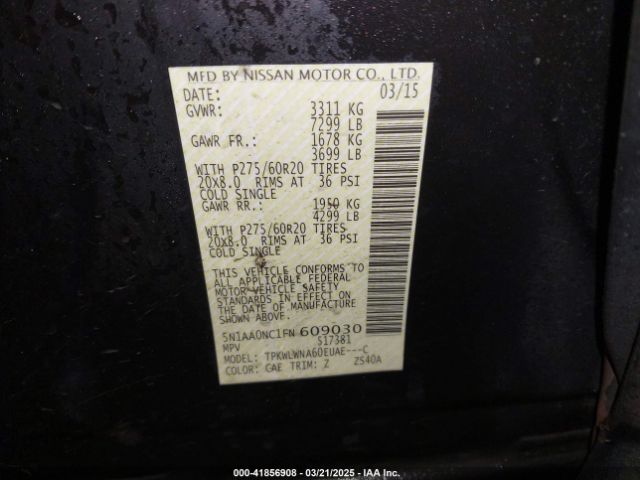 MFD BY NISSAN MOTOR CO., LTD.
DATE: 03/15
GVWR: 3311 KG
7299 LB
GAWR FR.: 1678 KG
3699 LB
WITH P275/60R20 TIRES
20X8.0 RIMS AT 36 PSI
COLD SINGLE
GAWR RR.: 1950 KG
4299 LB
WITH P275/60R20 TIRES
20X8.0 RIMS AT 36 PSI
COLD SINGLE
THIS VEHICLE CONFORMS TO
ALL APPLICABLE FEDERAL
MOTOR VEHICLE SAFETY
STANDARDS IN EFFECT ON
THE DATE OF MANUFACTURE
SHOWN ABOVE.
5N1AA0NC1FN 609030
MPV S17381
MODEL: TPKWLWNA60EUAE---C
COLOR: GAE TRIM: Z ZS40A
000-41856908 - 03/21/2025 - IAA Inc.